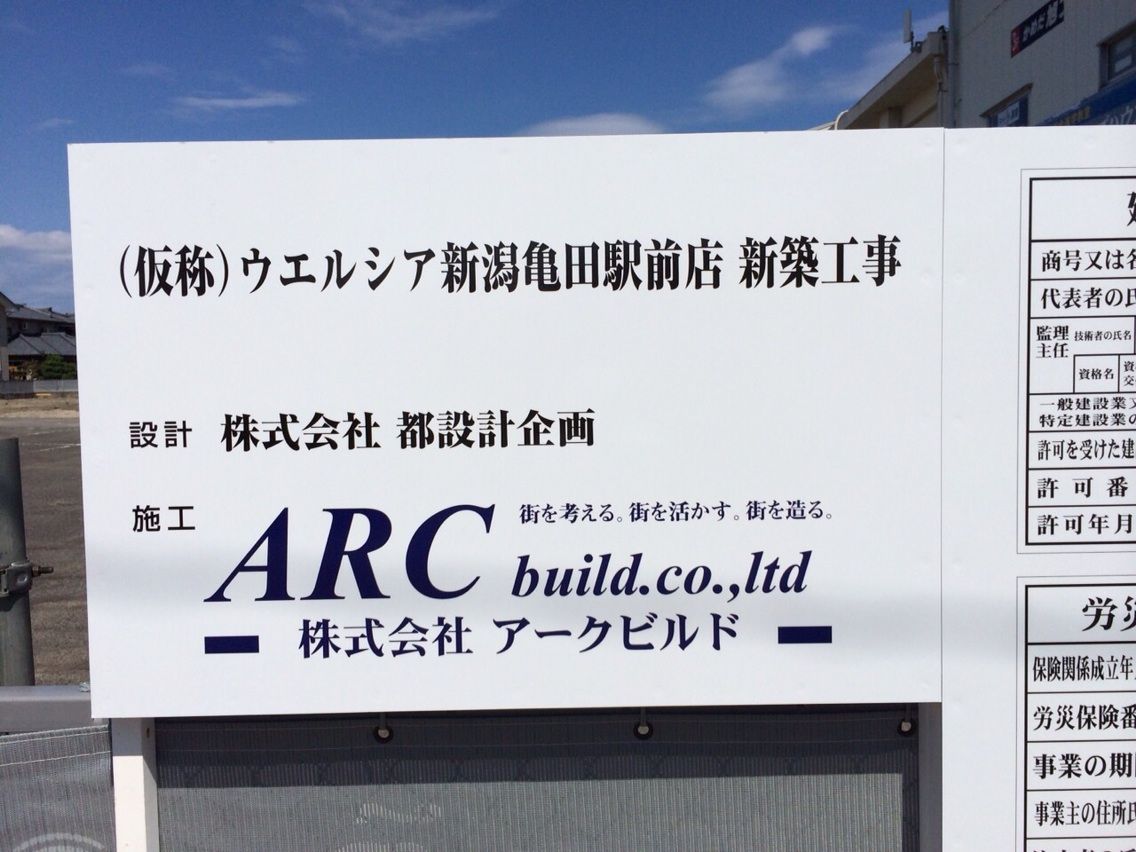 (仮称)ウエルシア新潟亀田駅前店 新築工事
設計 株式会社 都設計企画
施工
ARC
街を考える。街を活かす。街を造る。
build.co.,ltd
株式会社 アークビルド
商号又は
代表者の氏
監理
主任
技術者の氏名
資格名
資
交
一般建設業
特定建設業の
許可を受けた建
許可番
許可年月
労災
保険関係成立年
労災保険番
事業の期
事業主の住所氏